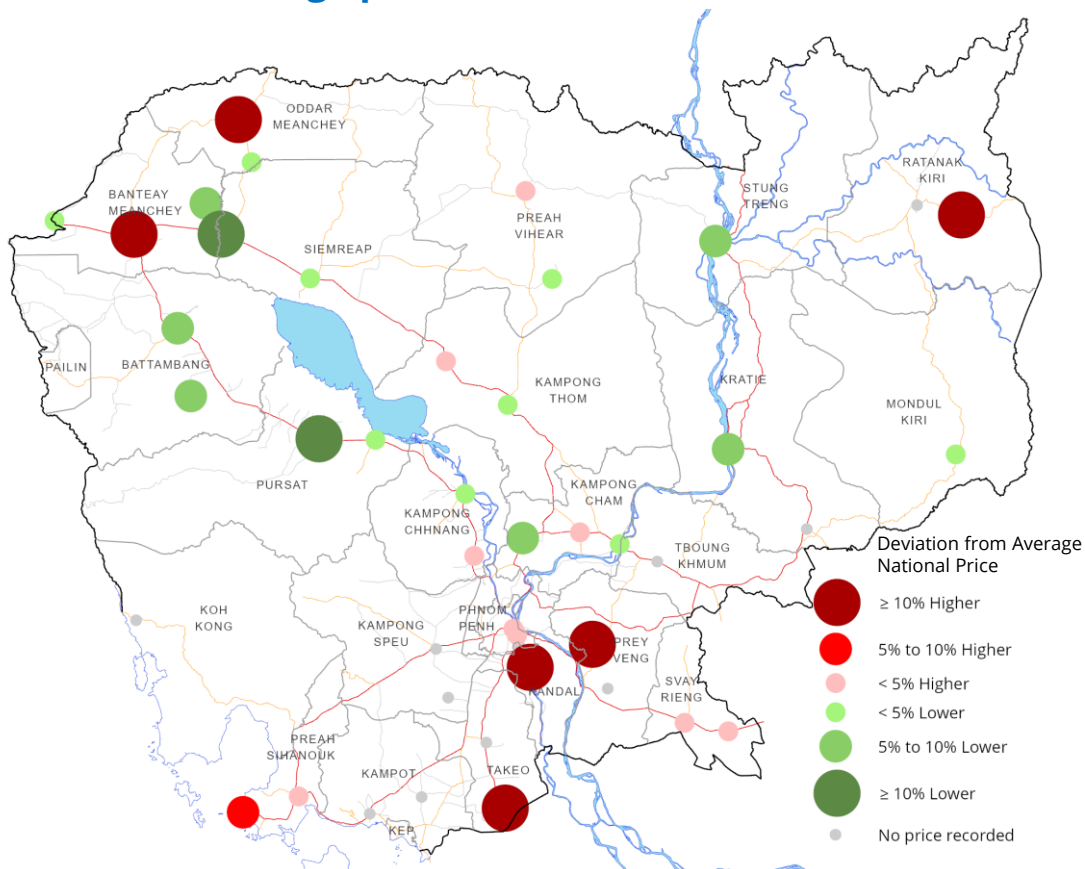 ODDAR
MEANCHEY
RATANAK
KIRI
BANTEAY
MEANCHEY
STUNG
TRENG
PREAH
VIHEAR
SIEMREAP
PAILIN
BATTAMBANG
KAMPONG
THOM
KRATIE
MONDUL
KIRI
PURSAT
KAMPONG
CHAM
KAMPONG
CHHNANG
TBOUNG
KHMUM
Deviation from Average
National Price
KOH
KONG
PHNOM
PENH
KAMPONG
SPEU
PREY
VENG
≥ 10% Higher
5% to 10% Higher
KANDAL
SVAY
RIENG
< 5% Higher
< 5% Lower
PREAH
SIHANOUK
5% to 10% Lower
KAMPOT
TAKEO
≥ 10% Lower
KEP
No price recorded